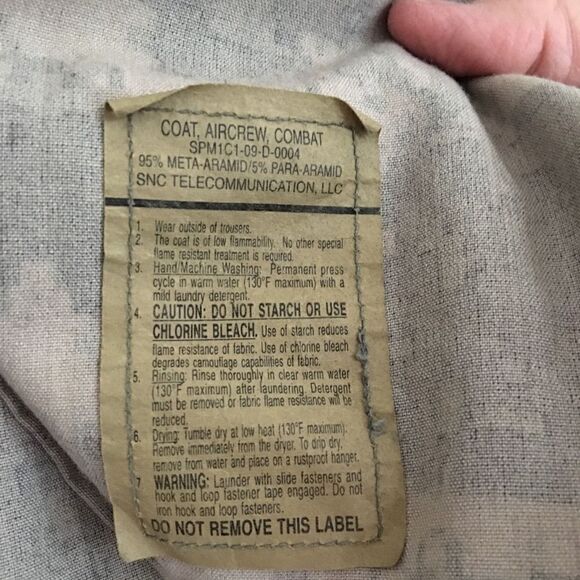 COAT, AIRCREW, COMBAT
SPM1C1-09-D-0004
95% META-ARAMID/5% PARA-ARAMID
SNC TELECOMMUNICATION, LLC
1. Wear outside of trousers.
2. The coat is of low flammability. No other special
flame resistant treatment is required.
3. Hand/Machine Washing: Permanent press
cycle in warm water (130°F maximum) with a
mild laundry detergent.
4. CAUTION: DO NOT STARCH OR USE
CHLORINE BLEACH. Use of starch reduces
flame resistance of fabric. Use of chlorine bleach
degrades camouflage capabilities of fabric.
5. Rinsing: Rinse thoroughly in clear warm water
(130°F maximum) after laundering. Detergent
must be removed or fabric flame resistance will be
reduced.
6. Drying: Tumble dry at low heat (130°F maximum).
Remove immediately from the dryer. To drip dry,
remove from water and place on a rustproof hanger.
7 WARNING: Launder with slide fasteners and
hook and loop fastener tape engaged. Do not
iron hook and loop fasteners.
DO NOT REMOVE THIS LABEL